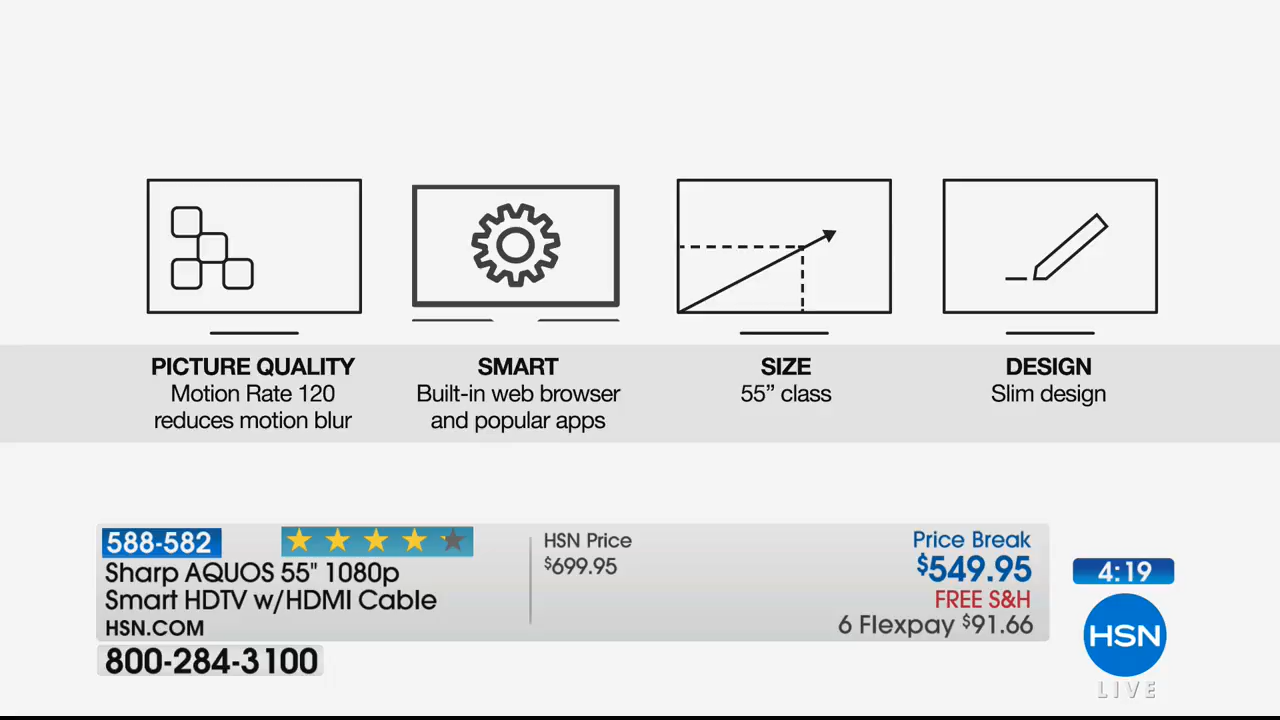 PICTURE QUALITY
Motion Rate 120
reduces motion blur
SMART
Built-in web browser
and popular apps
SIZE
55” class
DESIGN
Slim design
588-582
Sharp AQUOS 55" 1080p
Smart HDTV w/HDMI Cable
HSN.COM
800-284-3100
HSN Price
$699.95
Price Break
$549.95
FREE S&H
6 Flexpay $91.66
4:19
HSN
LIVE